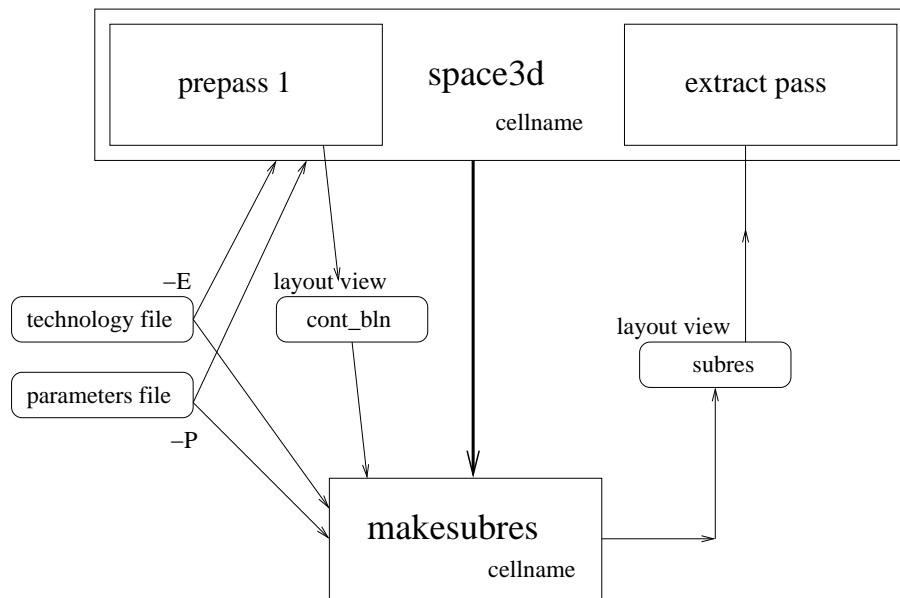 prepass 1
space3d
cellname
extract pass
–E
layout view
technology file
cont_bln
layout view
subres
parameters file
–P
makesubres
cellname